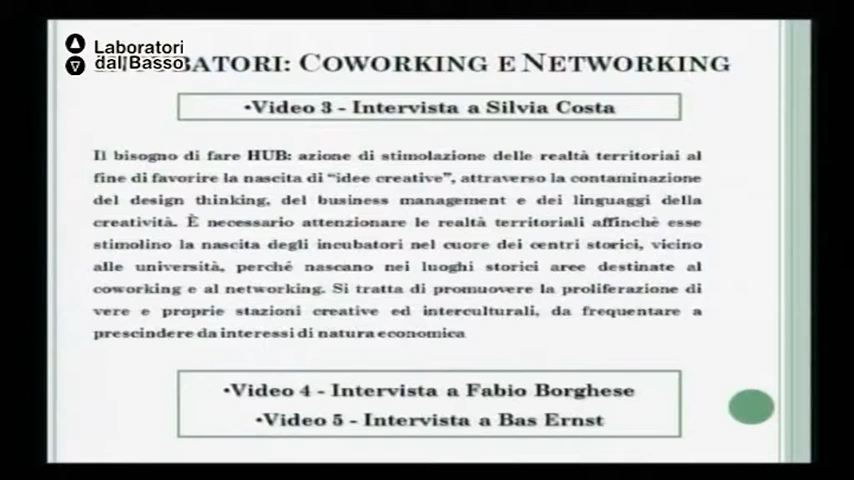 Laboratori
dal Basso
BATORI: COWORKING E NETWORKING
•Video 3 - Intervista a Silvia Costa
Il bisogno di fare HUB: azione di stimolazione delle realtà territoriai al
fine di favorire la nascita di “idee creative”, attraverso la contaminazione
del design thinking, del business management e dei linguaggi della
creatività. È necessario attenzionare le realtà territoriali affinchè esse
stimolino la nascita degli incubatori nel cuore dei centri storici, vicino
alle università, perché nascano nei luoghi storici aree destinate al
coworking e al networking. Si tratta di promuovere la proliferazione di
vere e proprie stazioni creative ed interculturali, da frequentare a
prescindere da interessi di natura economica
•Video 4 - Intervista a Fabio Borghese
•Video 5 - Intervista a Bas Ernst